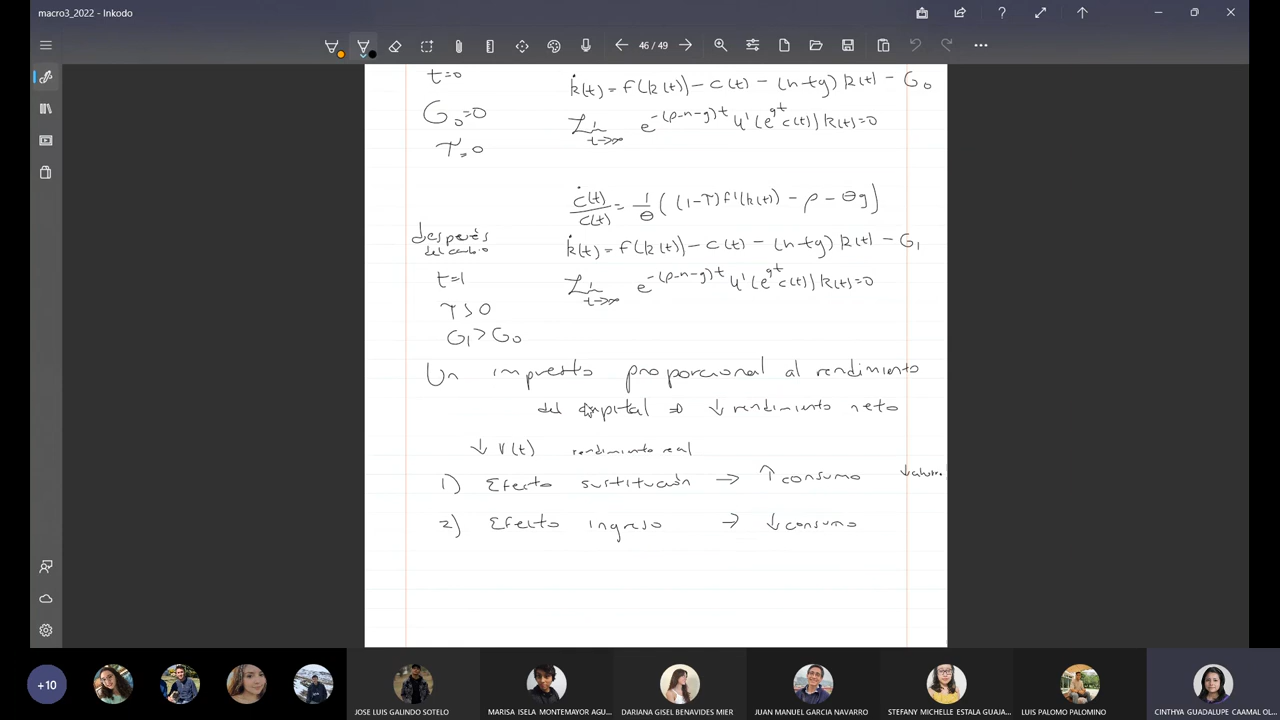 macro3_2022 - Inkodo
46 / 49
t=0
k̇(t) = f(k(t)) - c(t) - (n+g) k(t) - G₀
G₀=0
Lim t→∞ e^-(ρ-n-g)t u'(e^gt c(t)) k(t)=0
τ=0
ċ(t)/c(t) = 1/θ ( (1-τ)f'(k(t)) - ρ - θg)
después
del cambio
k̇(t) = f(k(t)) - c(t) - (n+g) k(t) - G₁
t=1
Lim t→∞ e^-(ρ-n-g)t u'(e^gt c(t)) k(t)=0
τ>0
G₁>G₀
Un impuesto proporcional al rendimiento
del capital ⇒ ↓ rendimiento neto
↓ r(t) rendimiento real
1) Efecto sustitución → ↑ consumo ↓
2) Efecto ingreso → ↓ consumo
+10
JOSE LUIS GALINDO SOTELO
MARISA ISELA MONTEMAYOR AGU...
DARIANA GISEL BENAVIDES MIER
JUAN MANUEL GARCIA NAVARRO
STEFANY MICHELLE ESTALA GUAJA...
LUIS PALOMO PALOMINO
CINTHYA GUADALUPE CAAMAL OL...